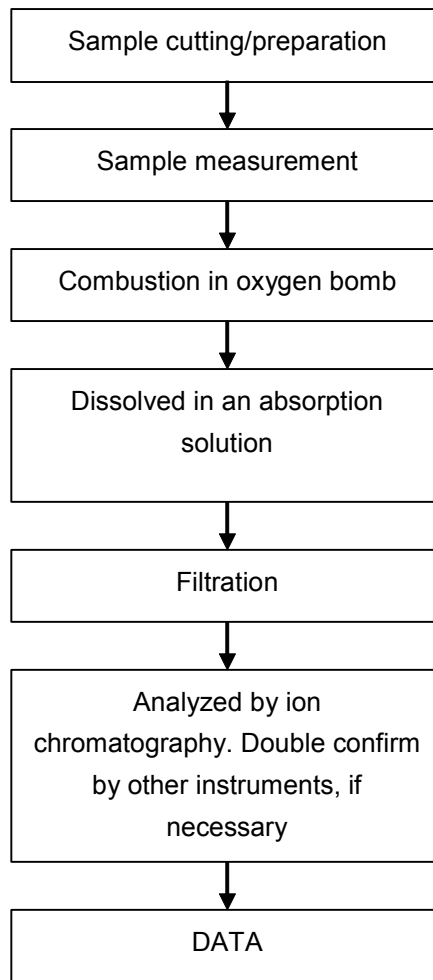 Sample cutting/preparation
Sample measurement
Combustion in oxygen bomb
Dissolved in an absorption
solution
Filtration
Analyzed by ion
chromatography. Double confirm
by other instruments, if
necessary
DATA